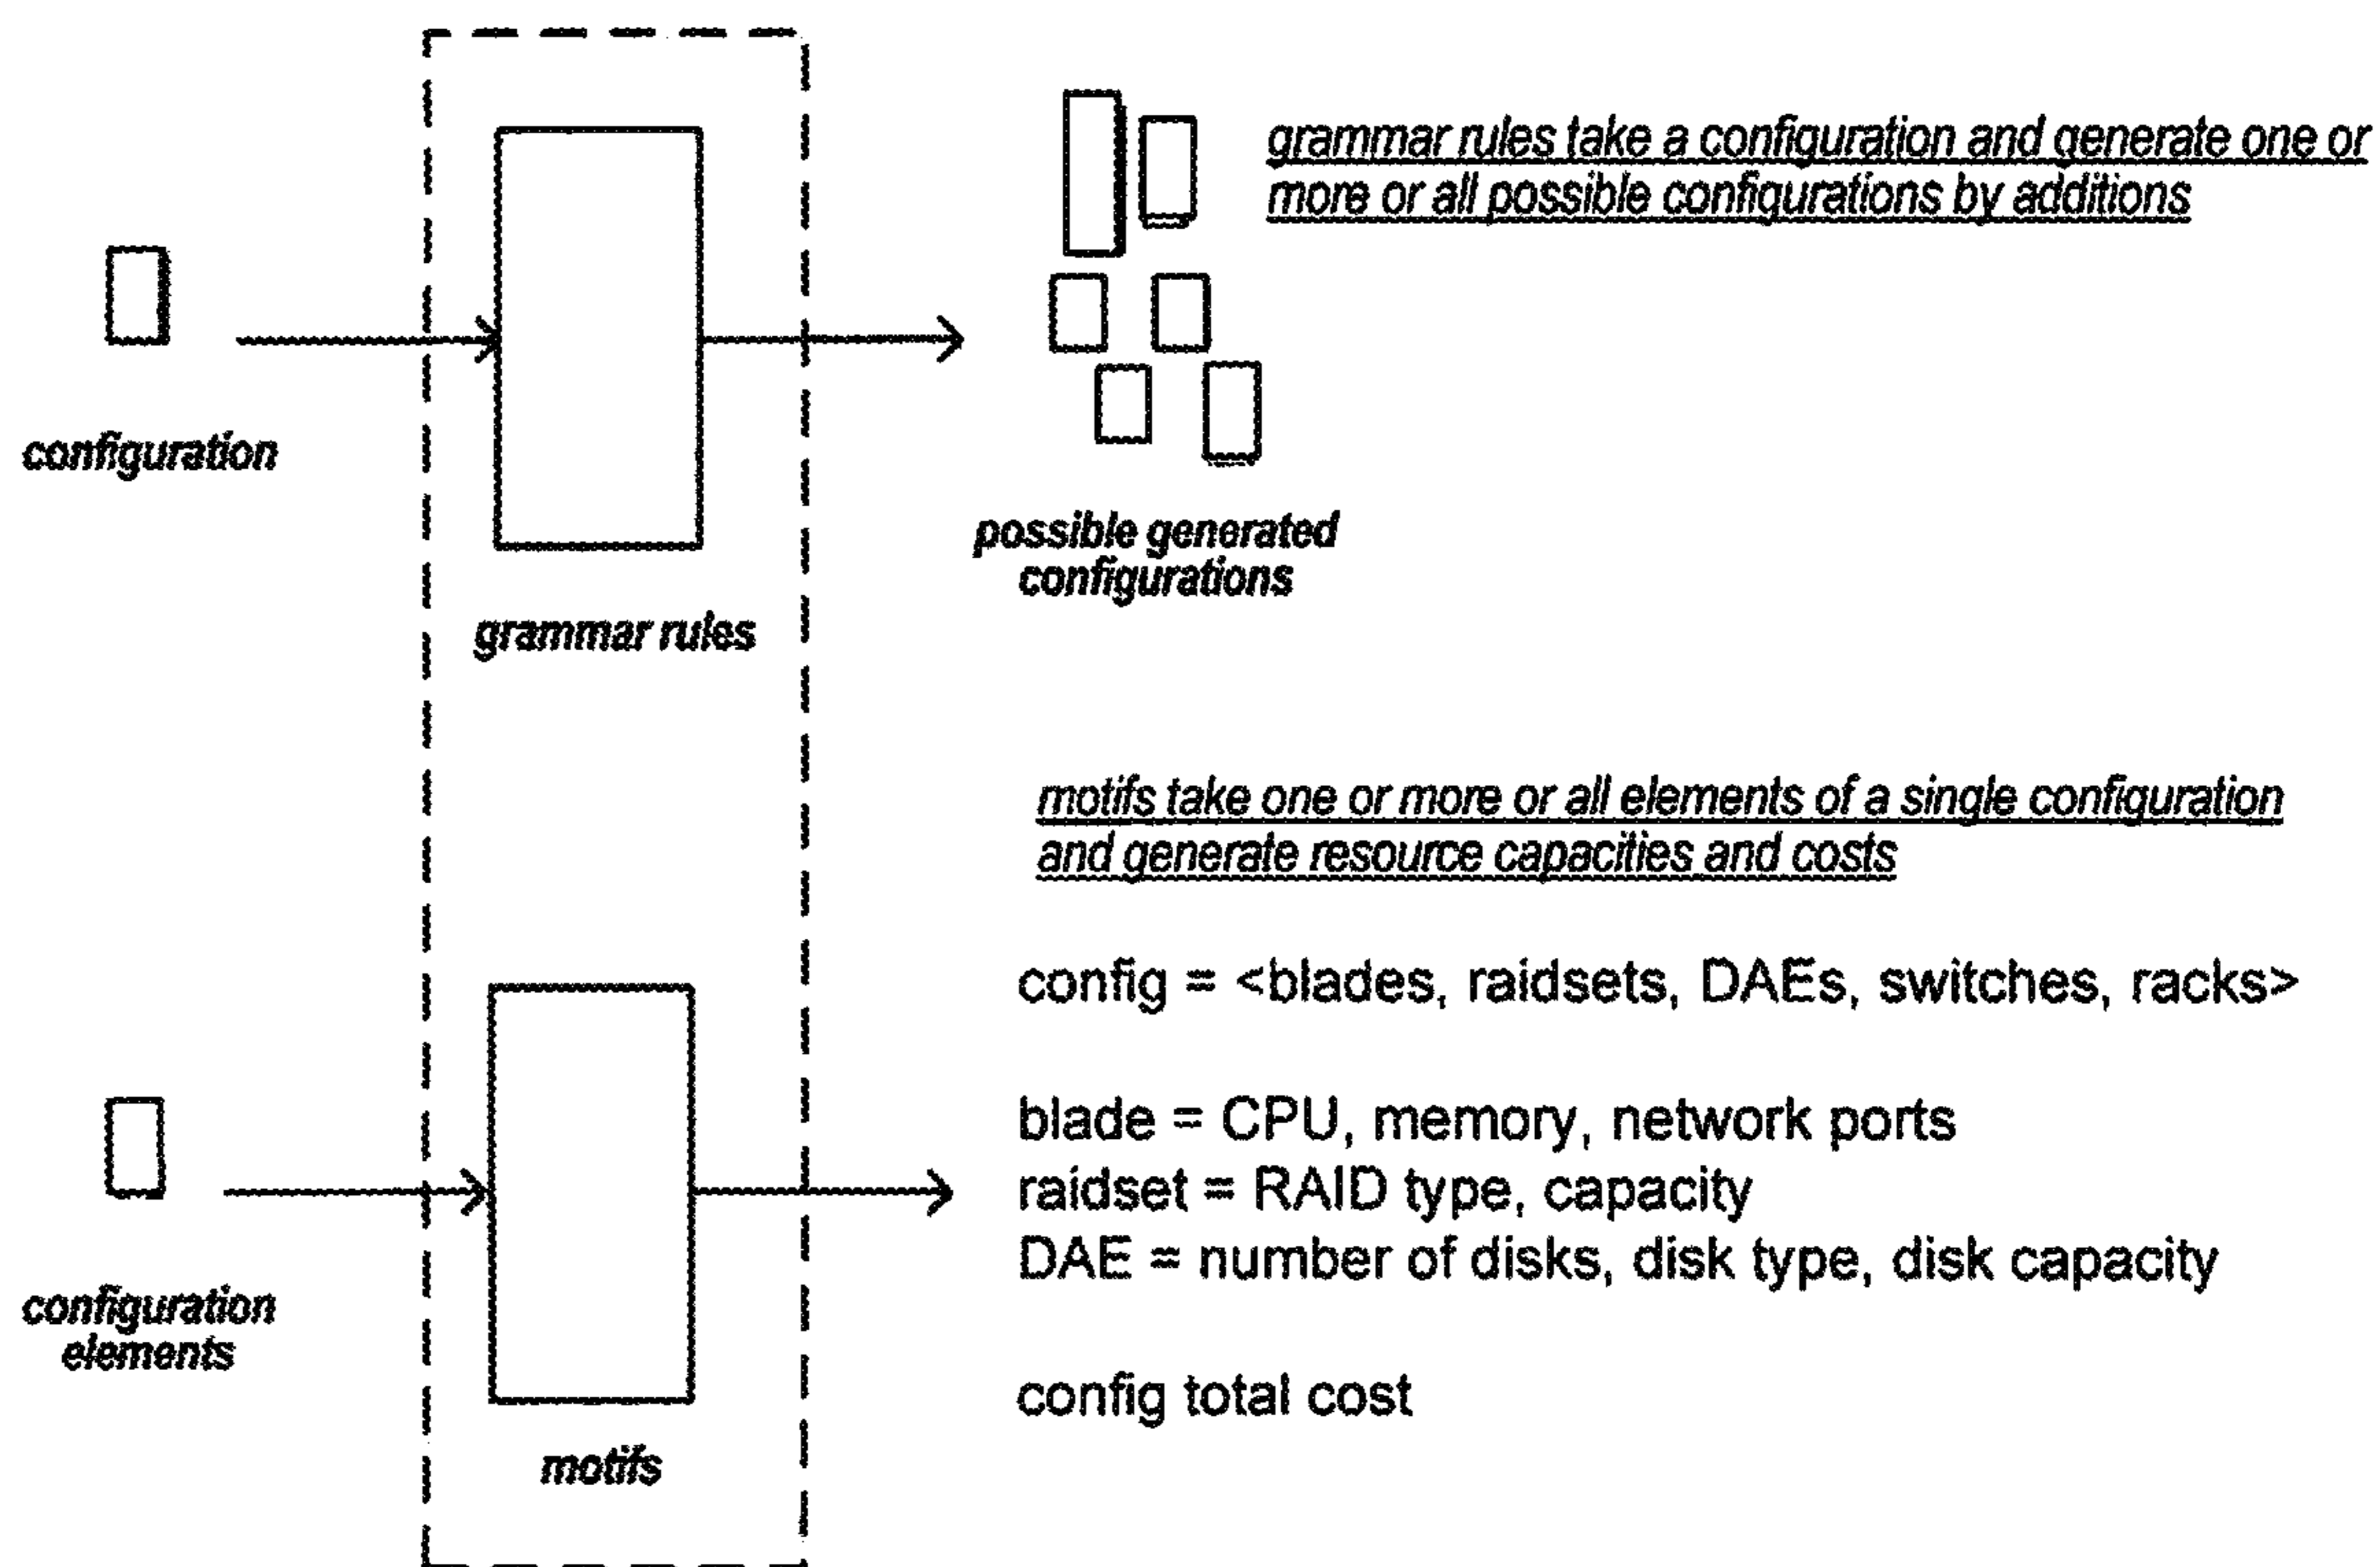 grammar rules take a configuration and generate one or
more or all possible configurations by additions
configuration
possible generated
configurations
grammar rules
motifs take one or more or all elements of a single configuration
and generate resource capacities and costs
config = <blades, raidsets, DAEs, switches, racks>
blade = CPU, memory, network ports
raidset = RAID type, capacity
DAE = number of disks, disk type, disk capacity
configuration
elements
config total cost
motifs